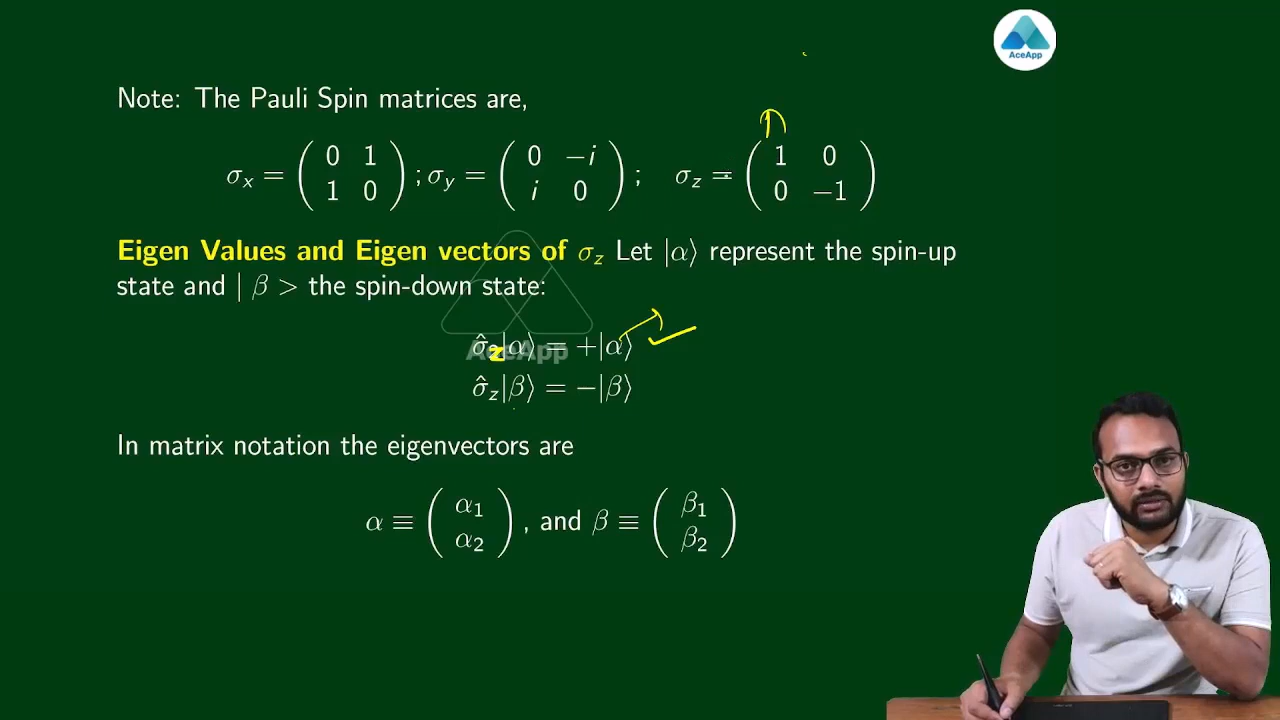 AceApp
Note: The Pauli Spin matrices are,
σx = ( 0 1 ; 1 0 ) ; σy = ( 0 −i ; i 0 ) ; σz = ( 1 0 ; 0 −1 )
Eigen Values and Eigen vectors of σz Let |α⟩ represent the spin-up
state and | β > the spin-down state:
σ̂z|α⟩ = +|α⟩
AceApp
σ̂z|β⟩ = −|β⟩
In matrix notation the eigenvectors are
α ≡ ( α1 ; α2 ) , and β ≡ ( β1 ; β2 )